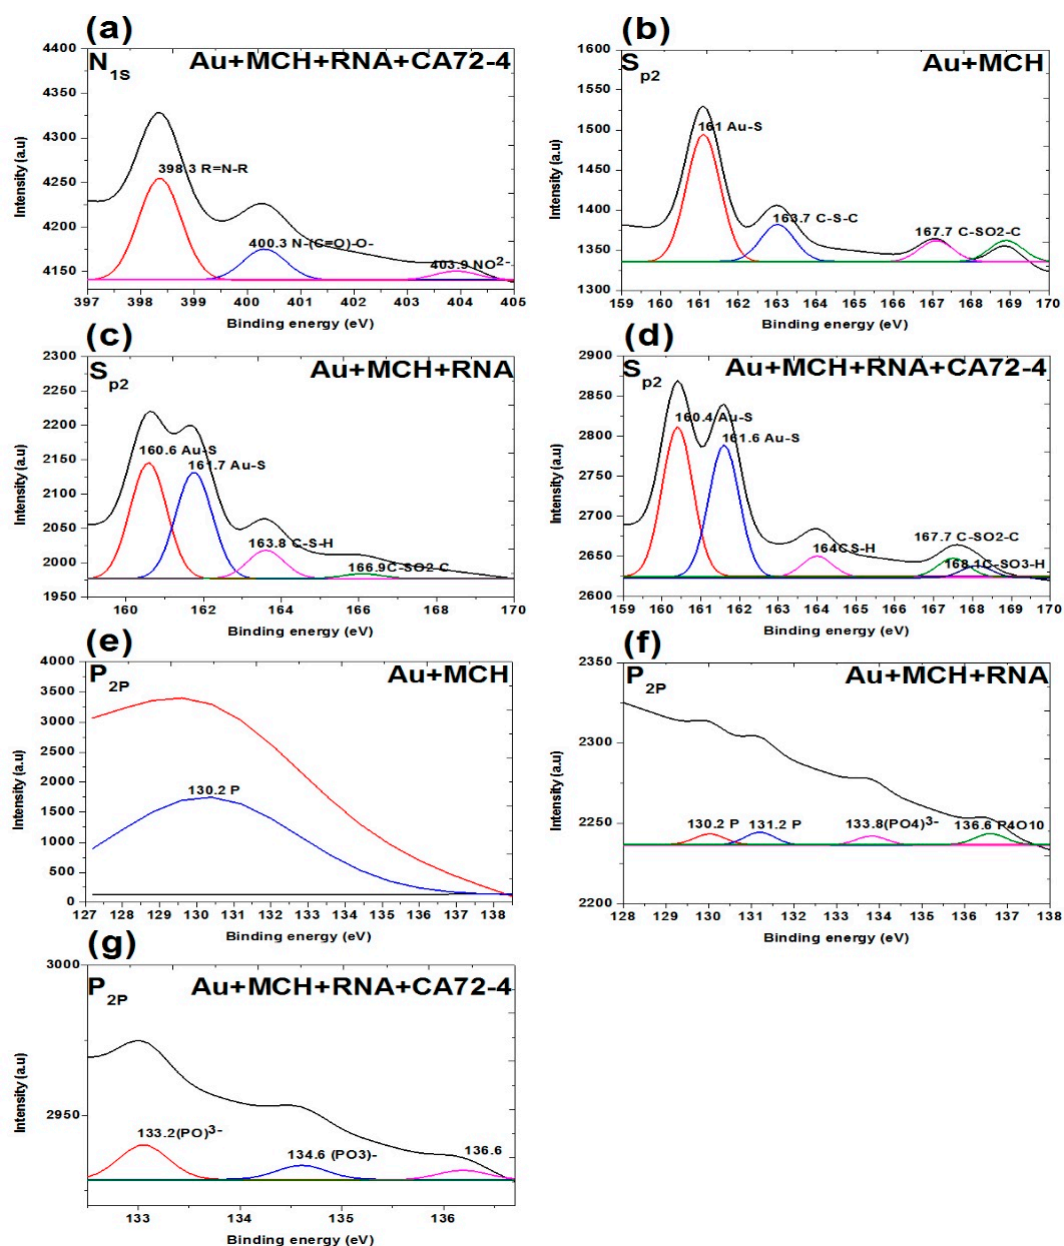 (a)
N 1S Au+MCH+RNA+CA72-4
4400
4350
4300
4250
4200
4150
Intensity (a.u)
398.3 R=N-R
400.3 N-(C=O)-O-
403.9 NO2-
397 398 399 400 401 402 403 404 405
Binding energy (eV)
(b)
S p2 Au+MCH
1600
1500
1400
1350
1300
Intensity (a.u)
161 Au-S
163.7 C-S-C
167.7 C-SO2-C
159 160 161 162 163 164 165 166 167 168 169 170
Binding energy (eV)
(c)
S p2 Au+MCH+RNA
2300
2250
2200
2150
2100
2050
2000
1950
Intensity (a.u)
160.6 Au-S
161.7 Au-S
163.8 C-S-H
166.9C-SO2-C
160 162 164 166 168 170
Binding energy (eV)
(d)
S p2 Au+MCH+RNA+CA72-4
2900
2800
2750
2700
2650
2600
Intensity (a.u)
160.4 Au-S
161.6 Au-S
164CS-H
167.7 C-SO2-C
168.1C-SO3-H
159 160 161 162 163 164 165 166 167 168 169 170
Binding energy (eV)
(e)
P 2P Au+MCH
4000
3500
3000
2500
2000
1500
1000
500
0
Intensity (a.u)
130.2 P
127 128 129 130 131 132 133 134 135 136 137 138
Binding energy (eV)
(f)
P 2P Au+MCH+RNA
2350
2300
2250
2200
Intensity (a.u)
130.2 P
131.2 P
133.8(PO4)3-
136.6 P4O10
128 129 130 131 132 133 134 135 136 137 138
Binding energy (eV)
(g)
P 2P Au+MCH+RNA+CA72-4
3000
2950
Intensity (a.u)
133.2(PO)3-
134.6 (PO3)-
136.6
133 134 135 136
Binding energy (eV)